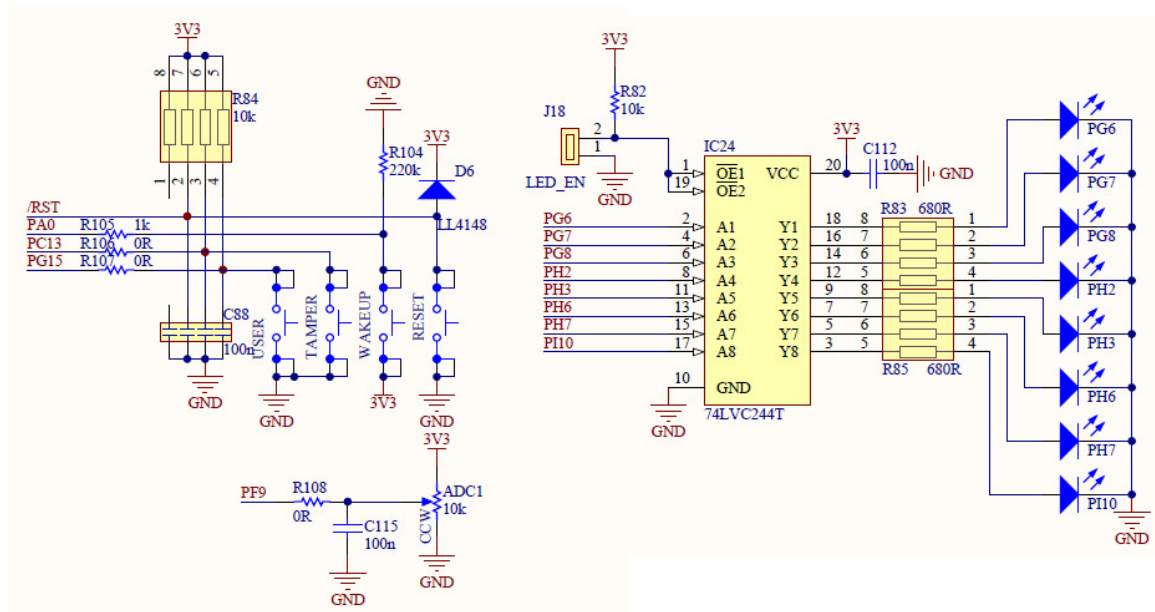 3V3
8 7 6 5
R84
10k
1 2 3 4
GND
R104
220k
3V3
D6
LL4148
/RST
PA0 R105 1k
PC13 R106 0R
PG15 R107 0R
C88
100n
USER
TAMPER
WAKEUP
RESET
GND
GND
3V3
GND
3V3
PF9 R108
0R
ADC1
10k
CCW
C115
100n
GND
GND
3V3
R82
10k
J18
2
1
LED_EN
GND
IC24
1 OE1 VCC 20
19 OE2
3V3
C112
100n
GND
PG6 2 A1 Y1 18 8 R83 680R 1
PG7 4 A2 Y2 16 7 2
PG8 6 A3 Y3 14 6 3
PH2 8 A4 Y4 12 5 4
PH3 11 A5 Y5 9 8 1
PH6 13 A6 Y6 7 7 2
PH7 15 A7 Y7 5 6 3
PI10 17 A8 Y8 3 5 4
R85 680R
10 GND
GND
74LVC244T
PG6
PG7
PG8
PH2
PH3
PH6
PH7
PI10
GND